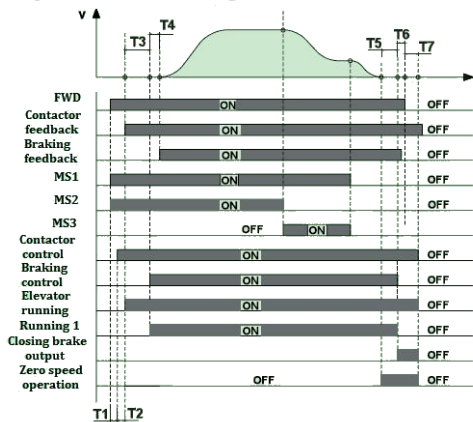 V
T4
T3
T6
T5
T7
FWD ON OFF
Contactor
feedback ON OFF
Braking
feedback ON OFF
MS1 ON OFF
MS2 ON OFF
MS3 OFF ON OFF
Contactor
control ON OFF
Braking
control ON OFF
Elevator
running ON OFF
Running 1 ON OFF
Closing brake
output OFF
Zero speed
operation OFF OFF
T1 T2